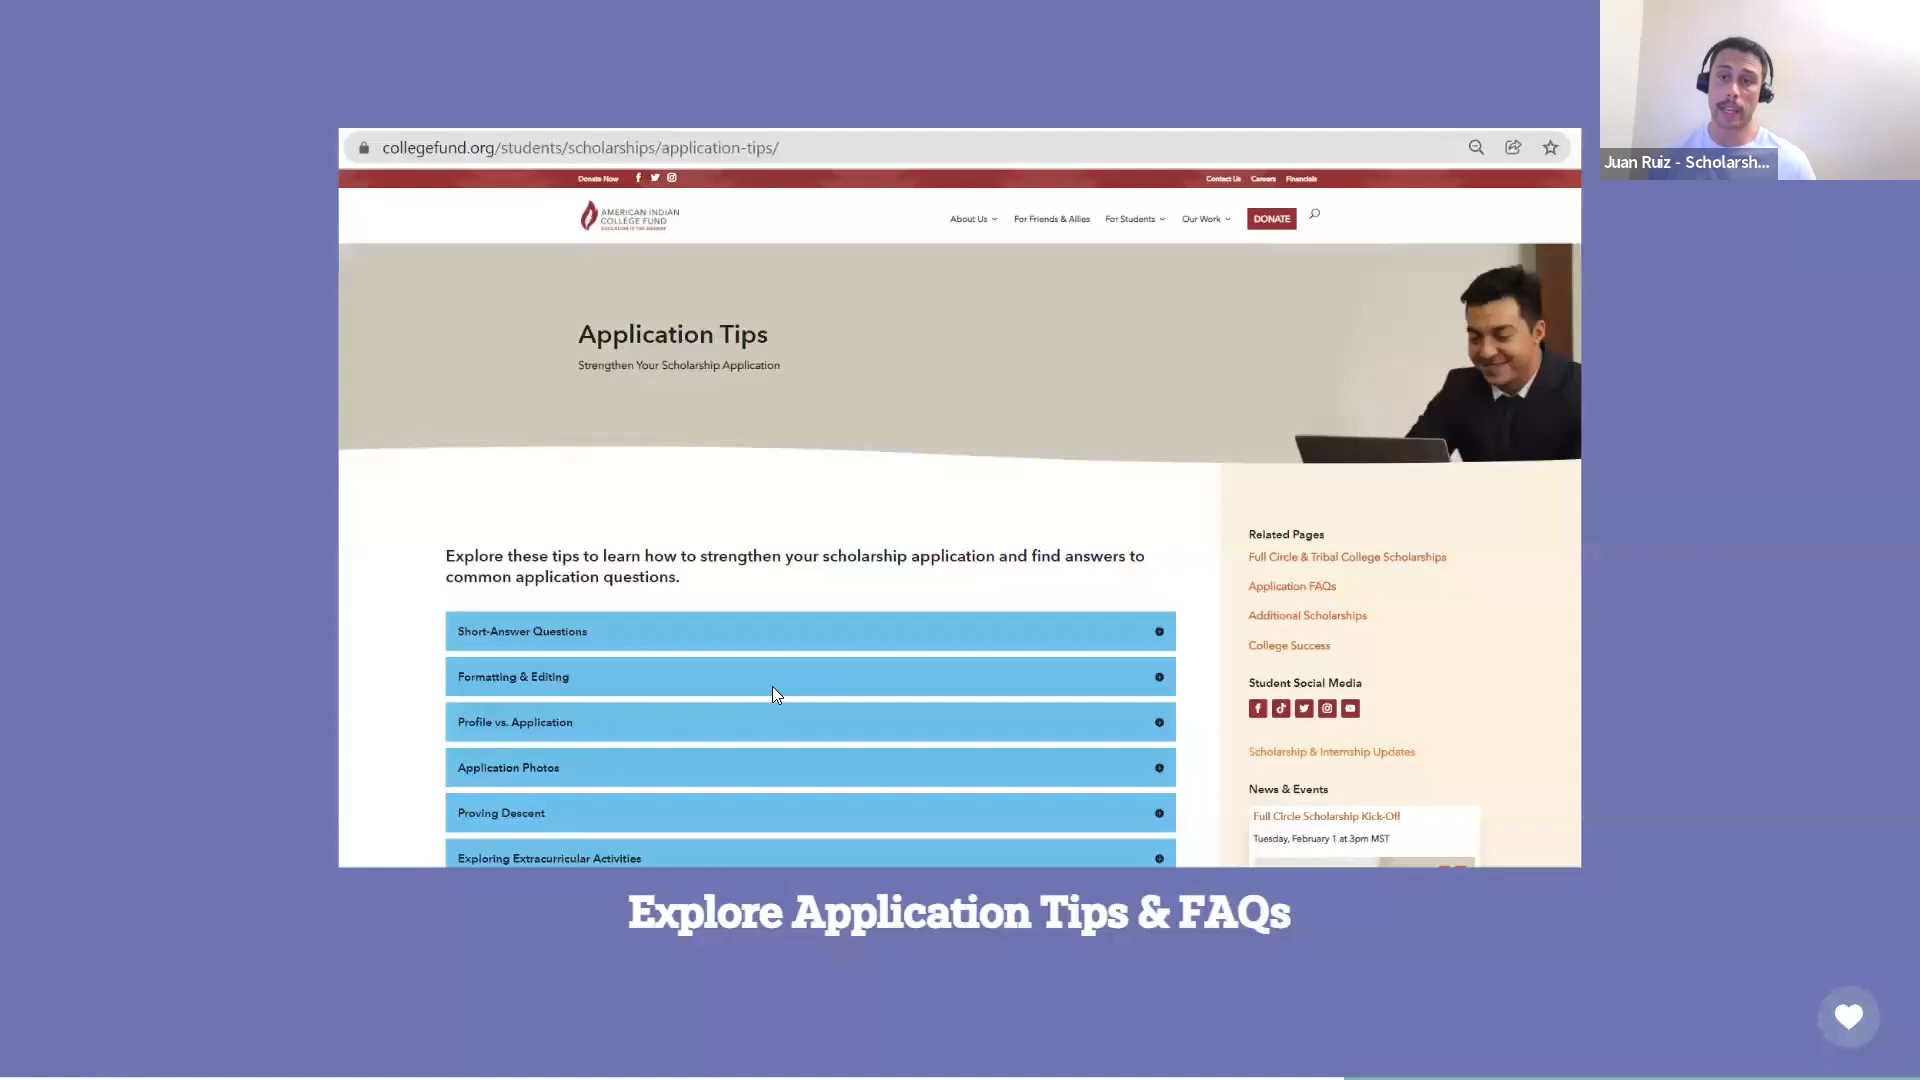 Juan Ruiz - Scholarsh...
collegefund.org/students/scholarships/application-tips/
Donate Now
Contact Us
Careers
Financials
AMERICAN INDIAN
COLLEGE FUND
EDUCATION IS THE ANSWER
About Us
For Friends & Allies
For Students
Our Work
DONATE
Application Tips
Strengthen Your Scholarship Application
Explore these tips to learn how to strengthen your scholarship application and find answers to
common application questions.
Short-Answer Questions
Formatting & Editing
Profile vs. Application
Application Photos
Proving Descent
Exploring Extracurricular Activities
Related Pages
Full Circle & Tribal College Scholarships
Application FAQs
Additional Scholarships
College Success
Student Social Media
Scholarship & Internship Updates
News & Events
Full Circle Scholarship Kick-Off!
Tuesday, February 1 at 3pm MST
Explore Application Tips & FAQs